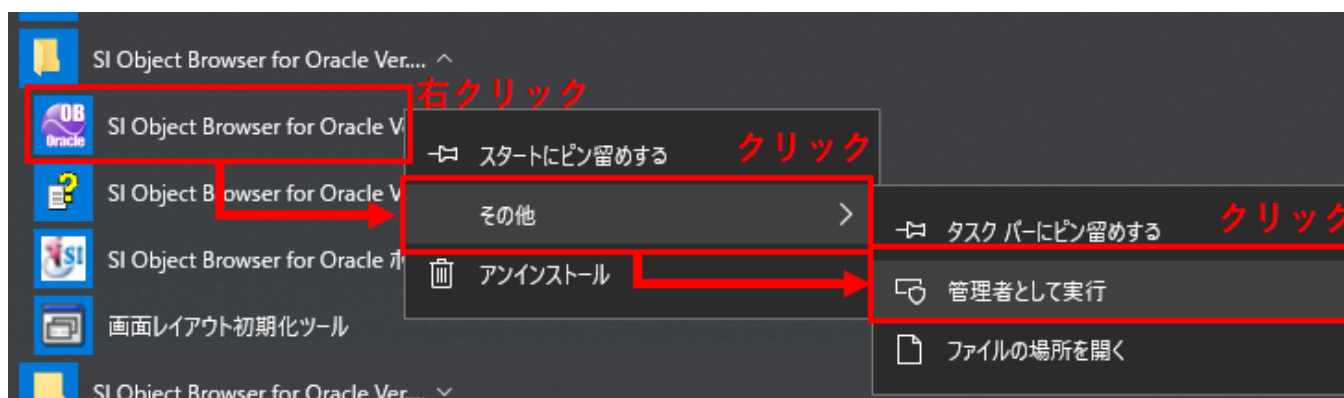 SI Object Browser for Oracle Ver....
右クリック
OB
Oracle
SI Object Browser for Oracle V
スタートにピン留めする
クリック
SI Object Browser for Oracle V
その他
タスク バーにピン留めする
クリック
SI
SI Object Browser for Oracle ホ
アンインストール
管理者として実行
画面レイアウト初期化ツール
ファイルの場所を開く
SI Object Browser for Oracle Ver....